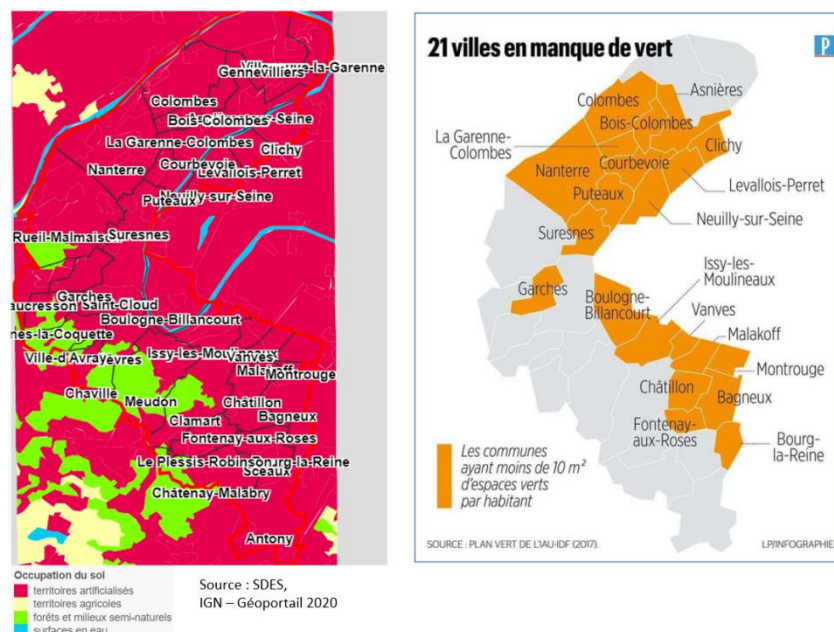 Gennevilliers
Colombes
La Garenne-Colombes
Clichy
Courbevoie
Nanterre
Levallois-Perret
Neuilly-sur-Seine
Puteaux
Suresnes
Garches
Saint-Cloud
Boulogne-Billancourt
Issy-les-Moulineaux
Vanves
Ville-d'Avray
Malakoff
Montrouge
Chaville
Meudon
Châtillon
Bagneux
Clamart
Fontenay-aux-Roses
Sceaux
Châtenay-Malabry
Antony
Occupation du sol
territoires artificialisés
territoires agricoles
forêts et milieux semi-naturels
surfaces en eau
Source : SDES,
IGN – Géoportail 2020
21 villes en manque de vert
P
Asnières
Colombes
Bois-Colombes
La Garenne-
Colombes
Clichy
Courbevoie
Nanterre
Levallois-Perret
Puteaux
Neuilly-sur-Seine
Suresnes
Issy-les-
Moulineaux
Garches
Boulogne-
Billancourt
Vanves
Malakoff
Montrouge
Châtillon
Bagneux
Fontenay-
aux-Roses
Bourg-
la-Reine
Les communes
ayant moins de 10 m²
d'espaces verts
par habitant
SOURCE : PLAN VERT DE L'IAU-IDF (2017).
LP/INFOGRAPHIE